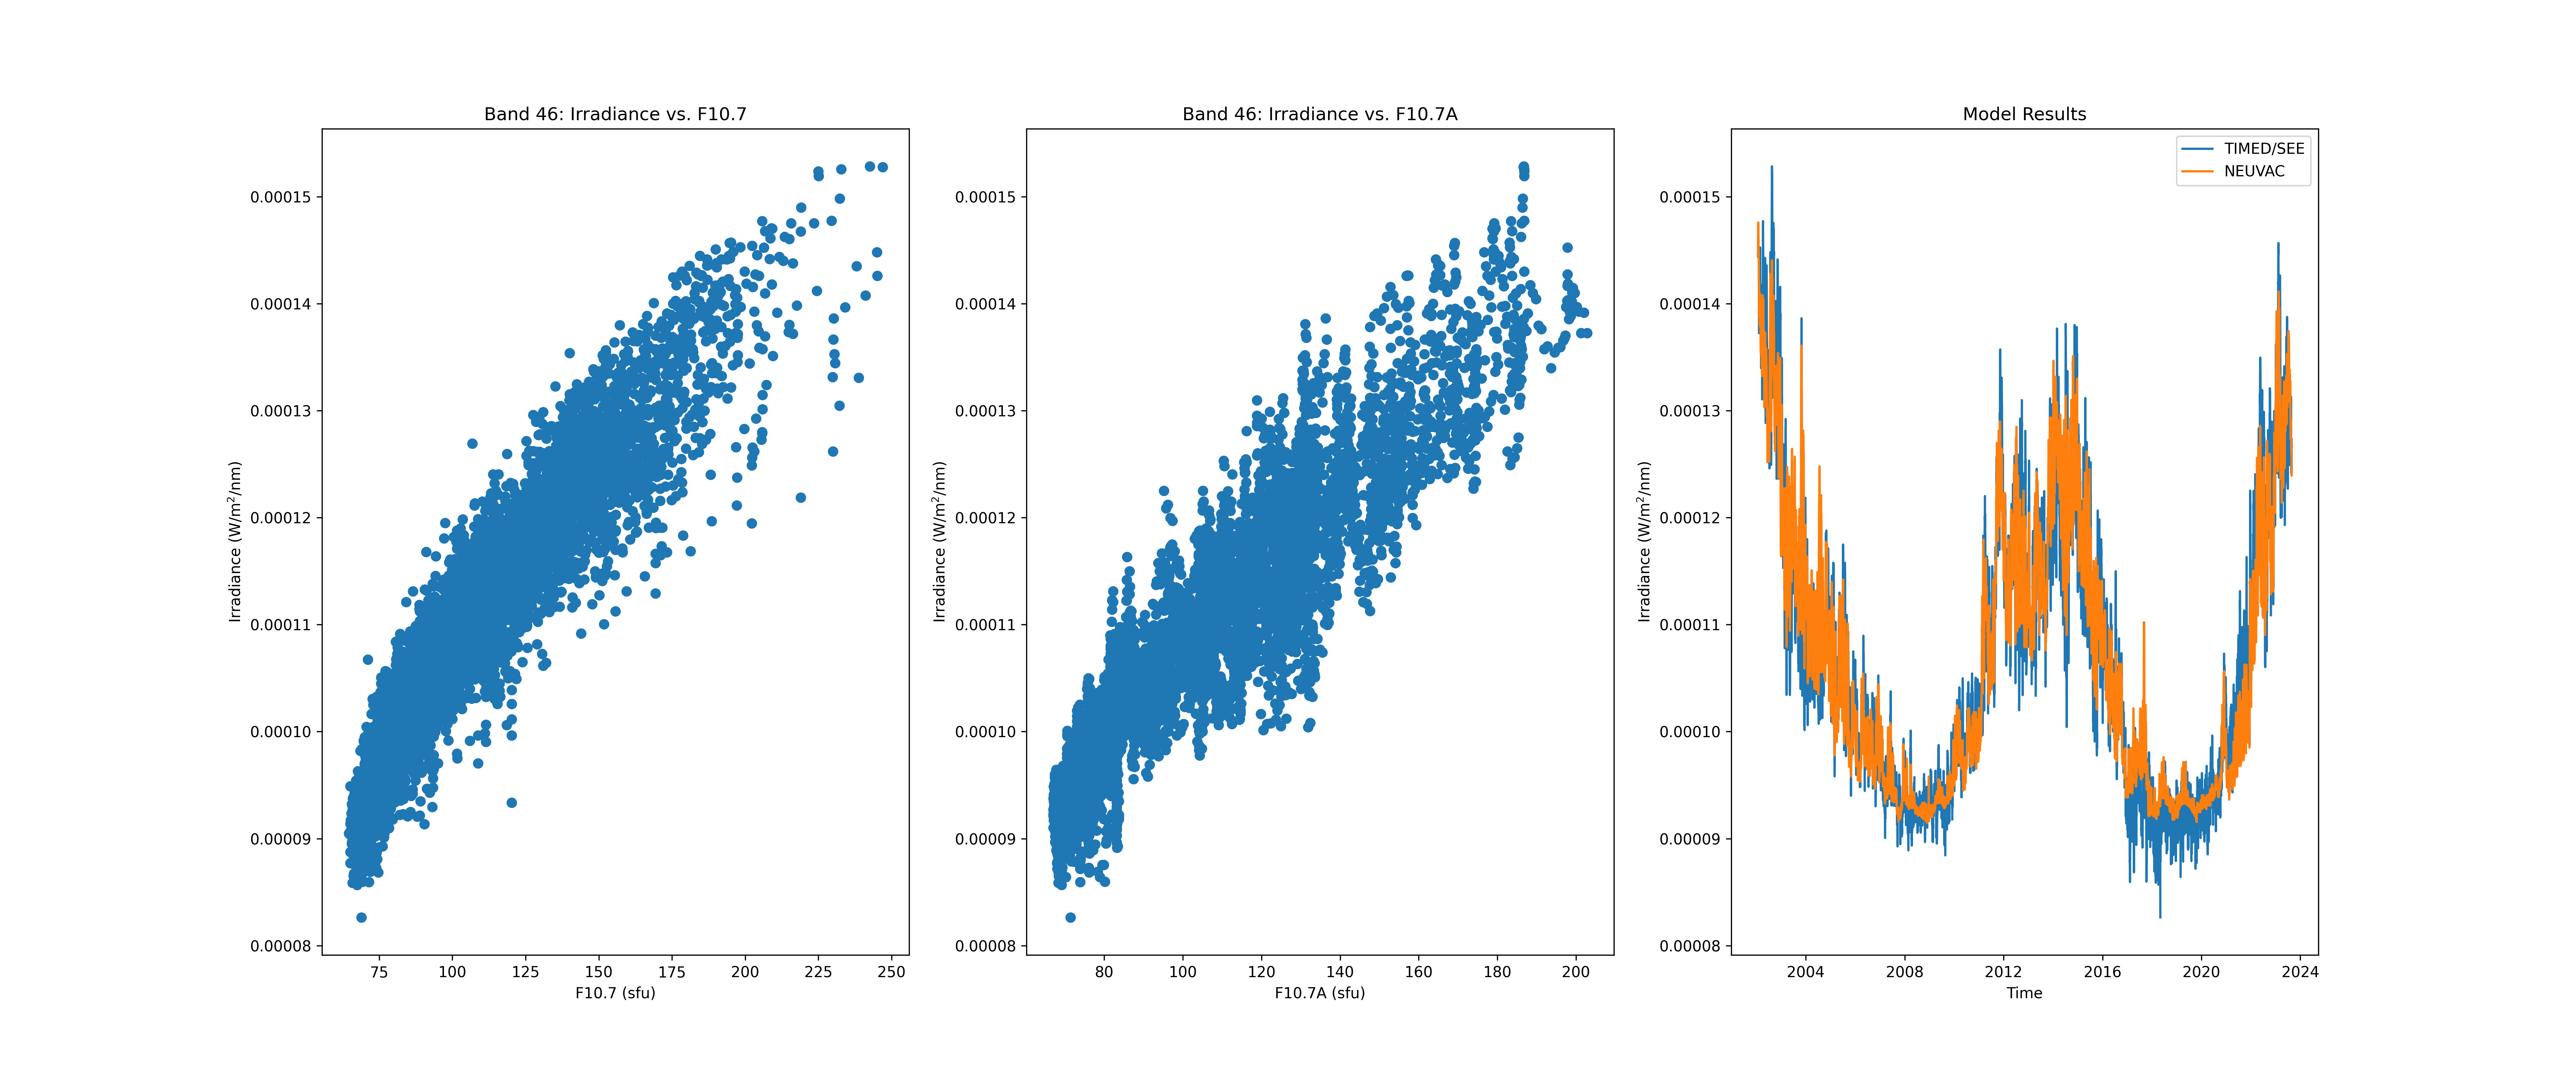 Band 46: Irradiance vs. F10.7
Irradiance (W/m²/nm)
0.00015
0.00014
0.00013
0.00012
0.00011
0.00010
0.00009
0.00008
75 100 125 150 175 200 225 250
F10.7 (sfu)
Band 46: Irradiance vs. F10.7A
Irradiance (W/m²/nm)
0.00015
0.00014
0.00013
0.00012
0.00011
0.00010
0.00009
0.00008
80 100 120 140 160 180 200
F10.7A (sfu)
Model Results
TIMED/SEE
NEUVAC
Irradiance (W/m²/nm)
0.00015
0.00014
0.00013
0.00012
0.00011
0.00010
0.00009
0.00008
2004 2008 2012 2016 2020 2024
Time